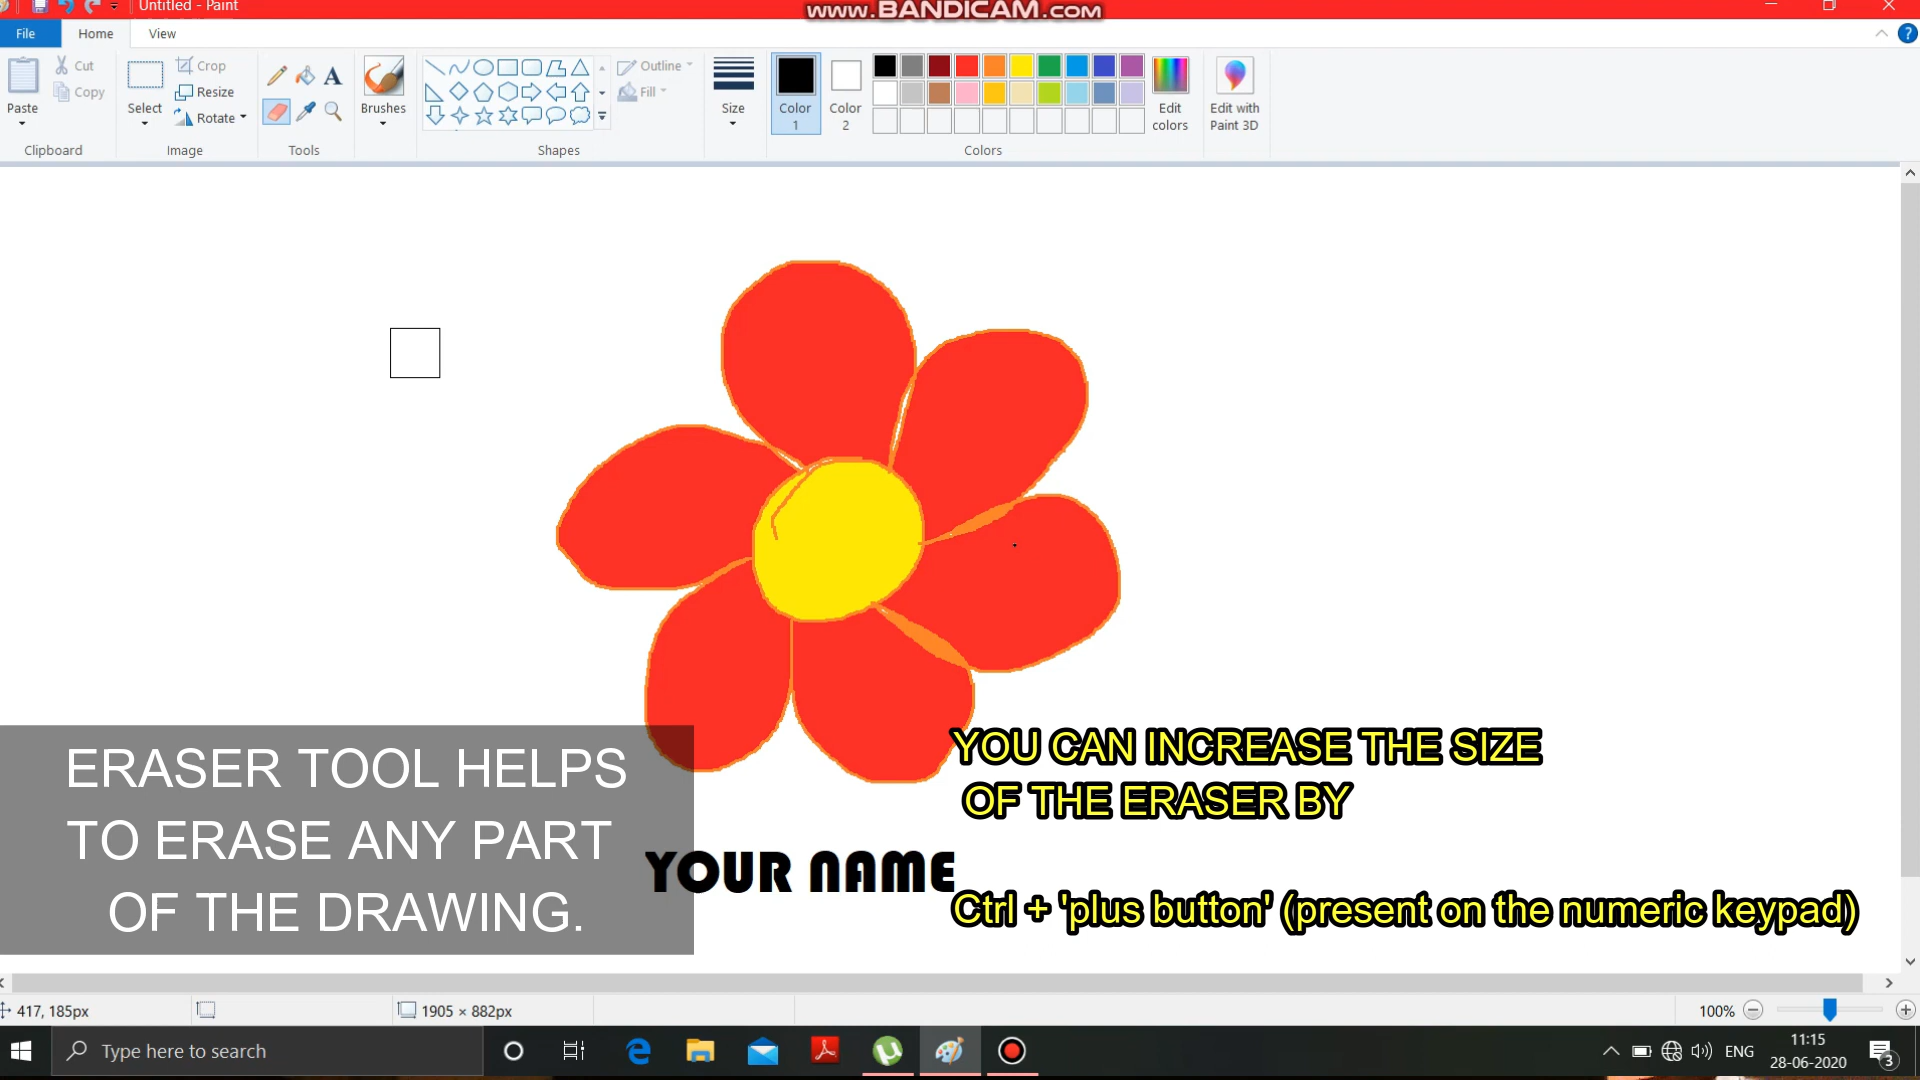 Untitled - Paint
www.BANDICAM.com
File
Home
View
Paste
Cut
Copy
Clipboard
Select
Crop
Resize
Rotate
Image
Tools
Brushes
Outline
Fill
Shapes
Size
Color
1
Color
2
Edit
colors
Edit with
Paint 3D
Colors
ERASER TOOL HELPS
TO ERASE ANY PART
OF THE DRAWING.
YOU CAN INCREASE THE SIZE
OF THE ERASER BY
YOUR NAME
Ctrl + 'plus button' (present on the numeric keypad)
417, 185px
1905 × 882px
100%
Type here to search
ENG
11:15
28-06-2020
3